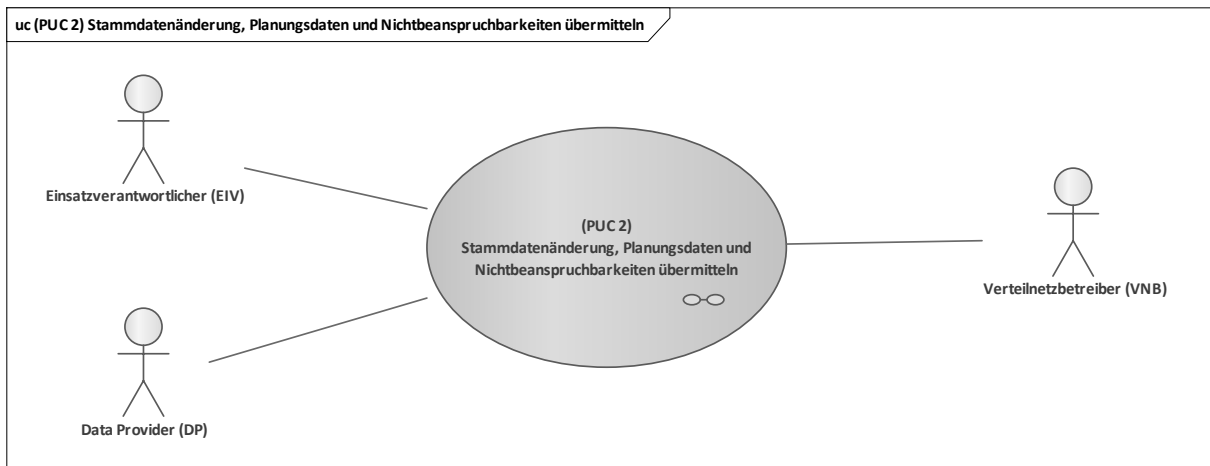 uc (PUC 2) Stammdatenänderung, Planungsdaten und Nichtbeanspruchbarkeiten übermitteln
Einsatzverantwortlicher (EIV)
(PUC 2)
Stammdatenänderung, Planungsdaten und
Nichtbeanspruchbarkeiten übermitteln
Verteilnetzbetreiber (VNB)
Data Provider (DP)